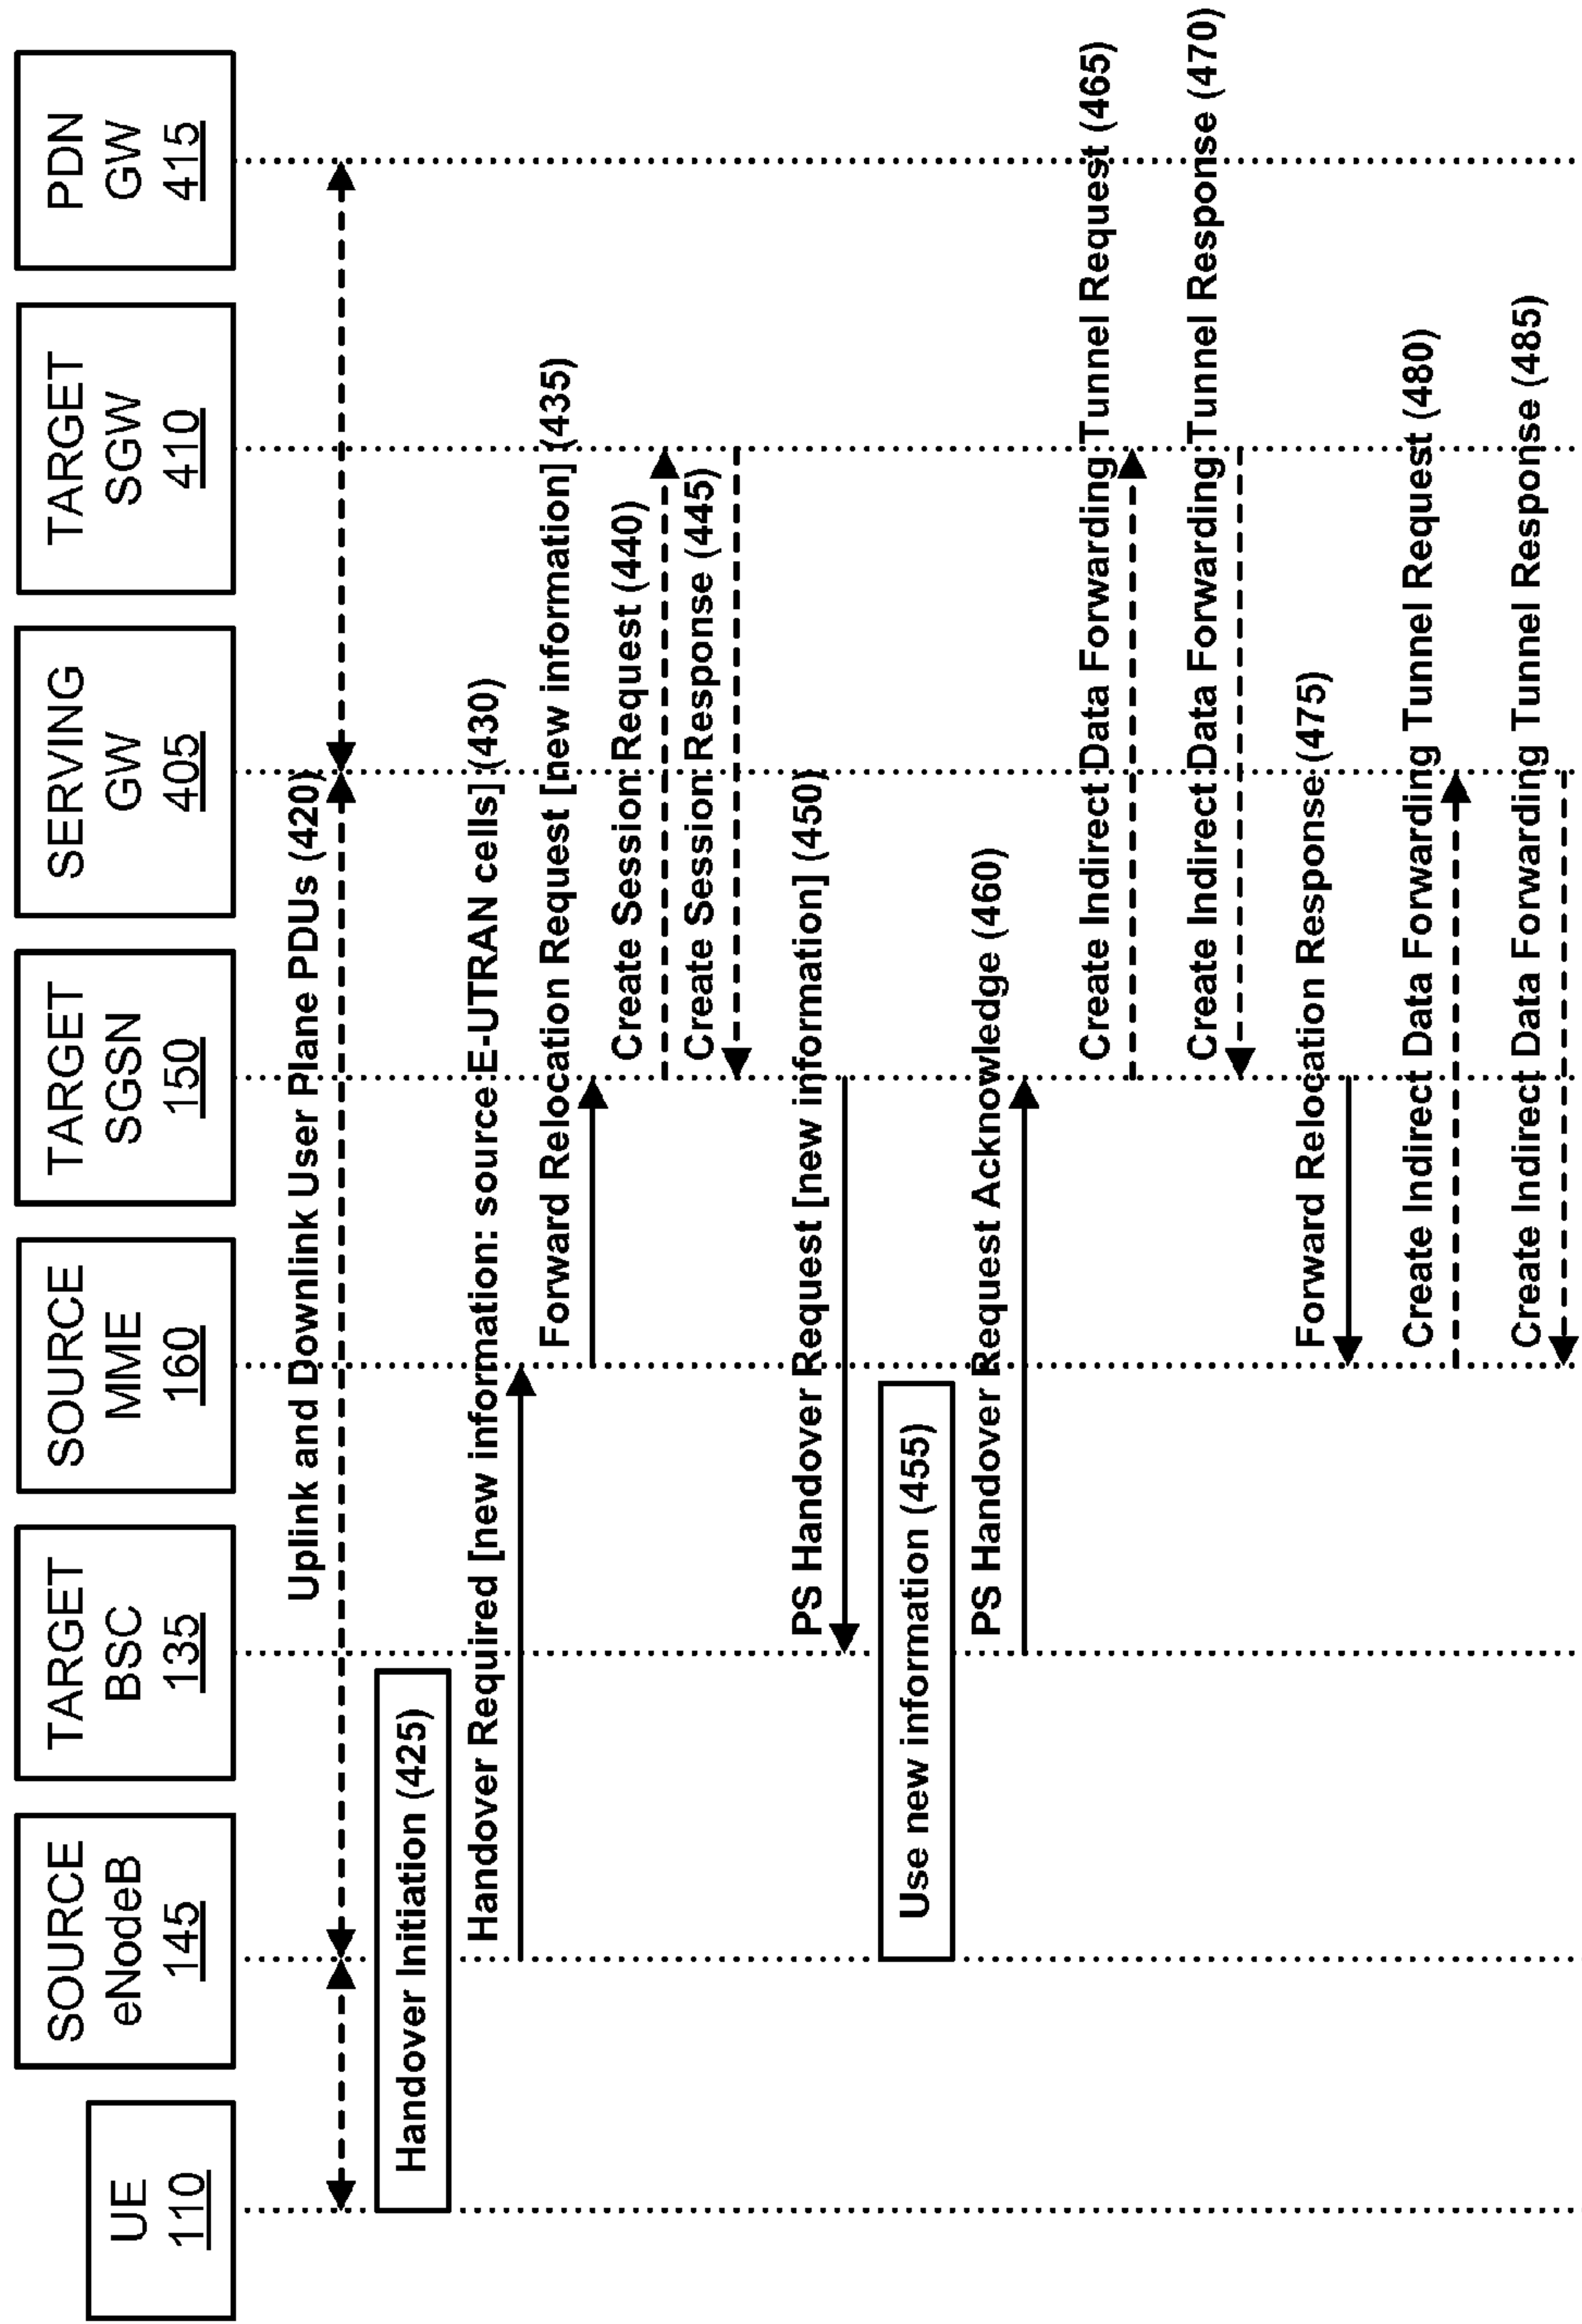 UE
110
SOURCE
eNodeB
145
TARGET
BSC
135
SOURCE
MME
160
TARGET
SGSN
150
SERVING
GW
405
TARGET
SGW
410
PDN
GW
415
Uplink and Downlink User Plane PDUs (420)
Handover Initiation (425)
Handover Required [new information: source E-UTRAN cells] (430)
Forward Relocation Request [new information] (435)
Create Session Request (440)
Create Session Response (445)
PS Handover Request [new information] (450)
Use new information (455)
PS Handover Request Acknowledge (460)
Create Indirect Data Forwarding Tunnel Request (465)
Create Indirect Data Forwarding Tunnel Response (470)
Forward Relocation Response (475)
Create Indirect Data Forwarding Tunnel Request (480)
Create Indirect Data Forwarding Tunnel Response (485)